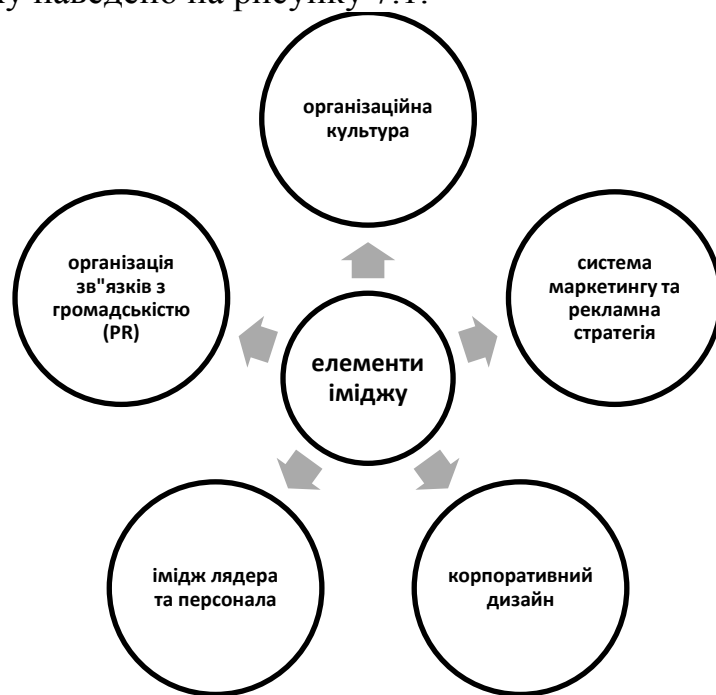 у наведено на рисунку 7.1.
організаційна
культура
організація
зв"язків з
громадськістю
(PR)
система
маркетингу та
рекламна
стратегія
елементи
іміджу
імідж лядера
та персонала
корпоративний
дизайн